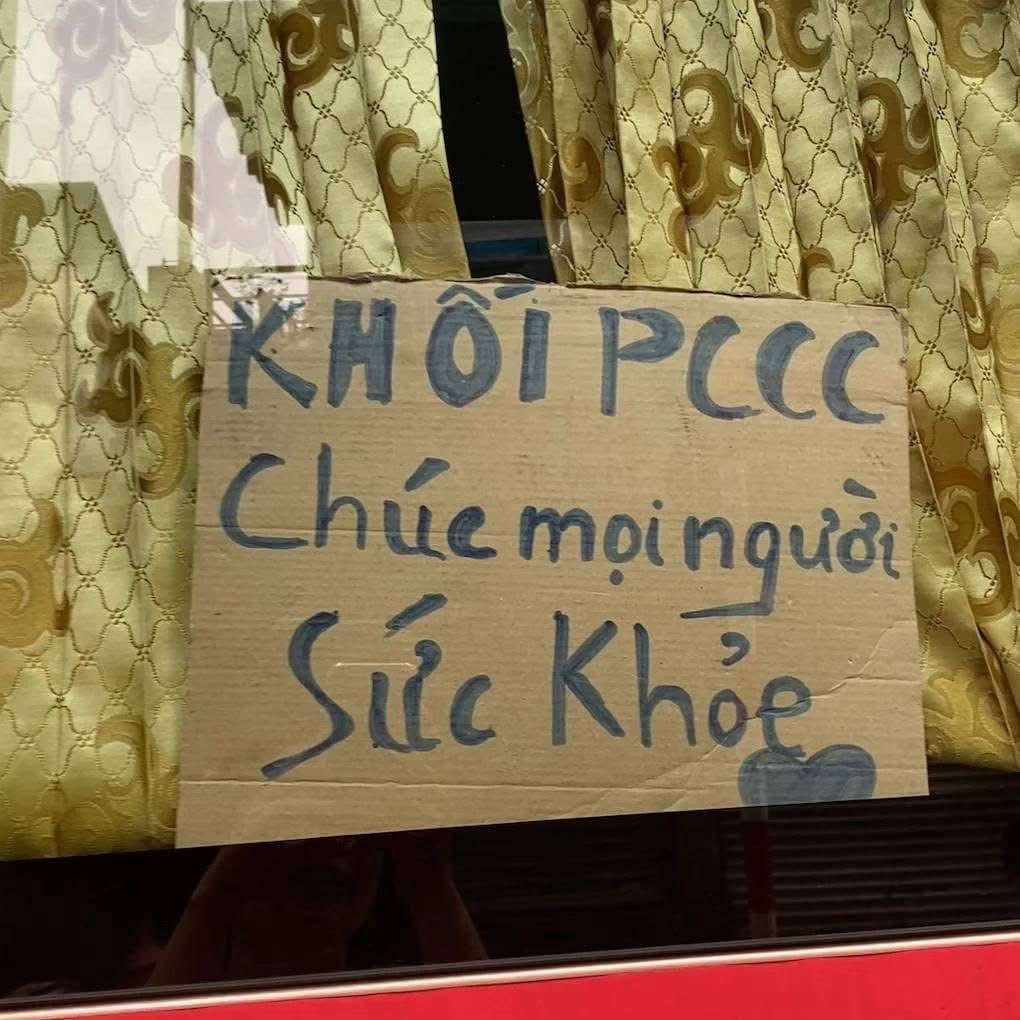 KHỐI PCCC
Chúc mọi người
Sức Khỏe